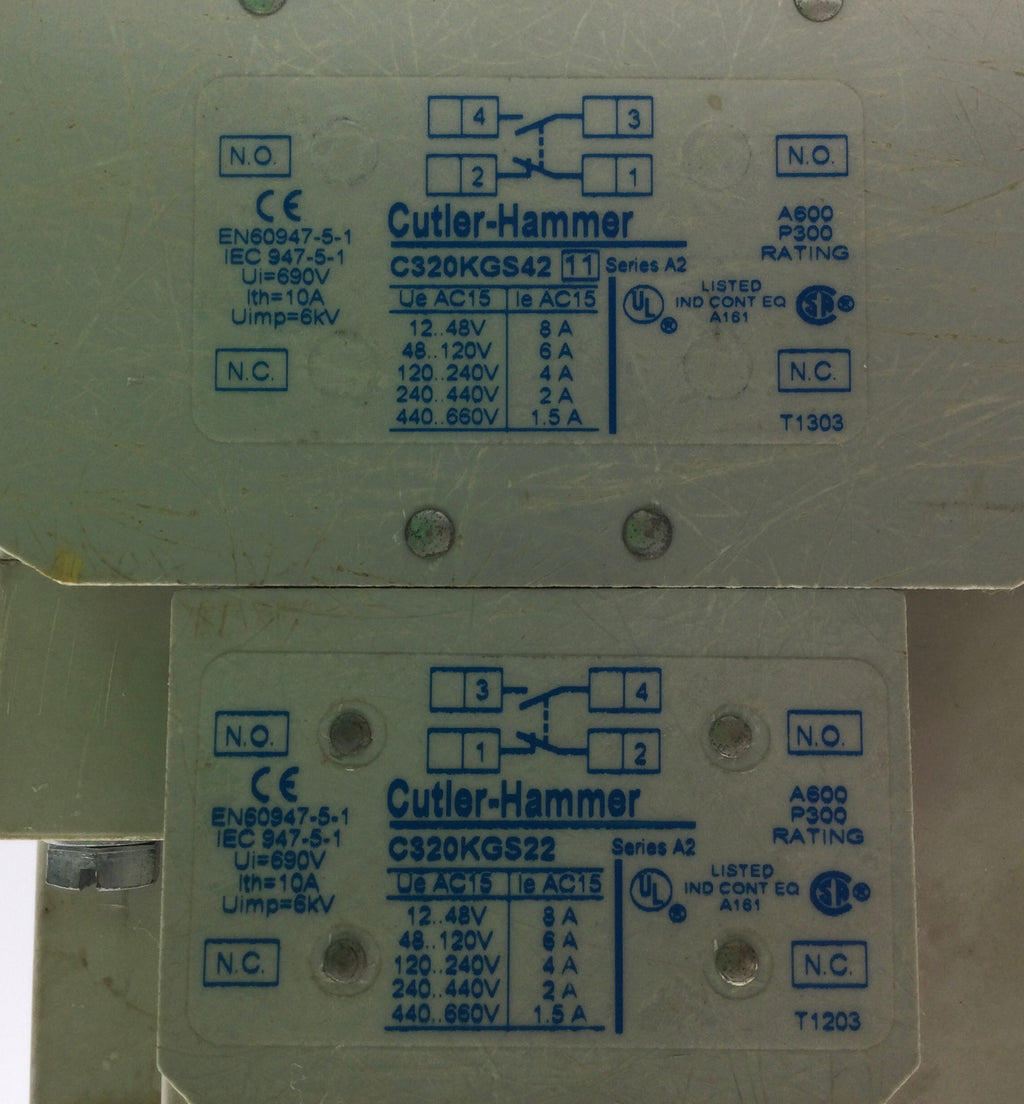 4 3
N.O. N.O.
2 1
CE
Cutler-Hammer
A600
EN60947-5-1
P300
IEC 947-5-1
C320KGS42 11 Series A2
RATING
Ui=690V
Ith=10A
Uimp=6kV
Ue AC15 Ie AC15
UL ® LISTED
IND CONT EQ
A161
SA ®
12..48V 8 A
48..120V 6 A
120..240V 4 A
240..440V 2 A
440..660V 1.5 A
N.C. N.C.
T1303
3 4
N.O. N.O.
1 2
CE
Cutler-Hammer
A600
EN60947-5-1
P300
IEC 947-5-1
C320KGS22 Series A2
RATING
Ui=690V
Ith=10A
Uimp=6kV
Ue AC15 Ie AC15
UL ® LISTED
IND CONT EQ
A161
SA ®
12..48V 8 A
48..120V 6 A
120..240V 4 A
240..440V 2 A
440..660V 1.5 A
N.C. N.C.
T1203